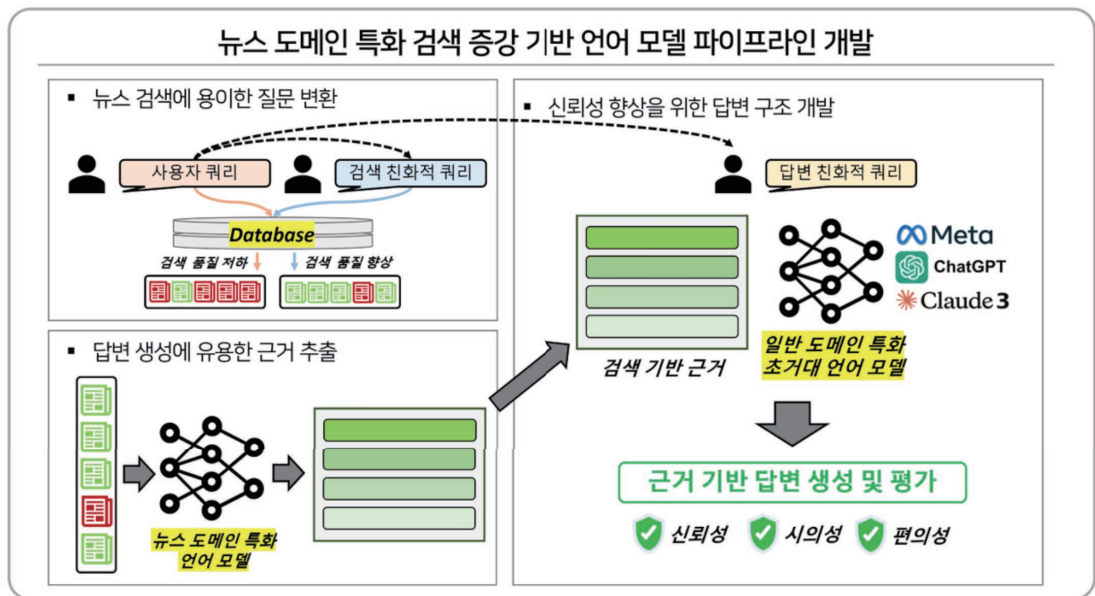 뉴스 도메인 특화 검색 증강 기반 언어 모델 파이프라인 개발
▪ 뉴스 검색에 용이한 질문 변환
사용자 쿼리
검색 친화적 쿼리
Database
검색 품질 저하
검색 품질 향상
▪ 답변 생성에 유용한 근거 추출
뉴스 도메인 특화
언어 모델
▪ 신뢰성 향상을 위한 답변 구조 개발
답변 친화적 쿼리
Meta
ChatGPT
Claude 3
검색 기반 근거
일반 도메인 특화
초거대 언어 모델
근거 기반 답변 생성 및 평가
신뢰성
시의성
편의성